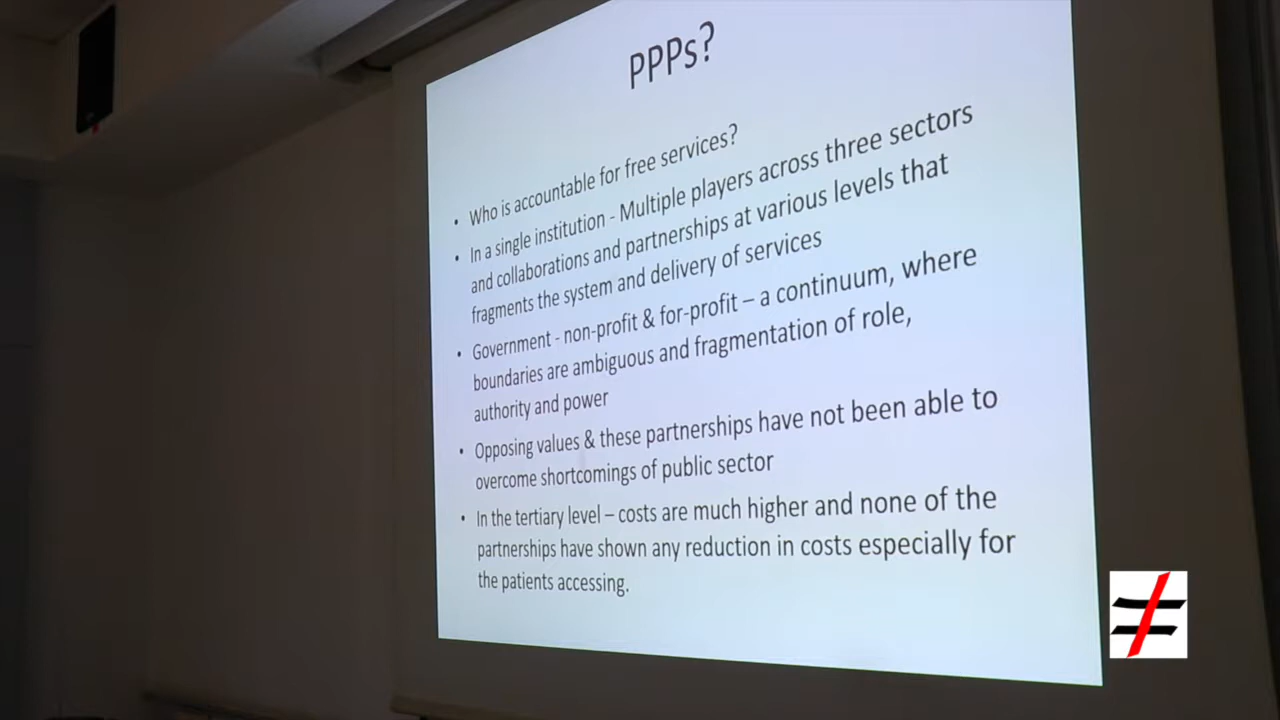 PPPs?
• Who is accountable for free services?
• In a single institution - Multiple players across three sectors
and collaborations and partnerships at various levels that
fragments the system and delivery of services
• Government - non-profit & for-profit – a continuum, where
boundaries are ambiguous and fragmentation of role,
authority and power
• Opposing values & these partnerships have not been able to
overcome shortcomings of public sector
• In the tertiary level – costs are much higher and none of the
partnerships have shown any reduction in costs especially for
the patients accessing.